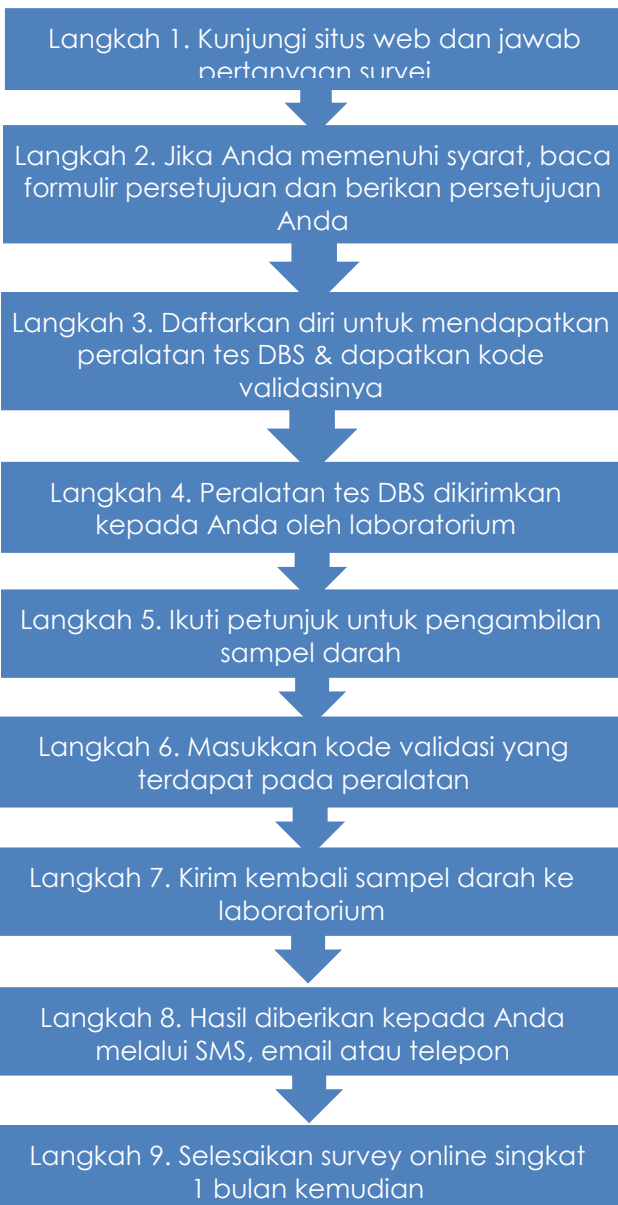 Langkah 1. Kunjungi situs web dan jawab
pertanyaan survei
Langkah 2. Jika Anda memenuhi syarat, baca
formulir persetujuan dan berikan persetujuan
Anda
Langkah 3. Daftarkan diri untuk mendapatkan
peralatan tes DBS & dapatkan kode
validasinya
Langkah 4. Peralatan tes DBS dikirimkan
kepada Anda oleh laboratorium
Langkah 5. Ikuti petunjuk untuk pengambilan
sampel darah
Langkah 6. Masukkan kode validasi yang
terdapat pada peralatan
Langkah 7. Kirim kembali sampel darah ke
laboratorium
Langkah 8. Hasil diberikan kepada Anda
melalui SMS, email atau telepon
Langkah 9. Selesaikan survey online singkat
1 bulan kemudian